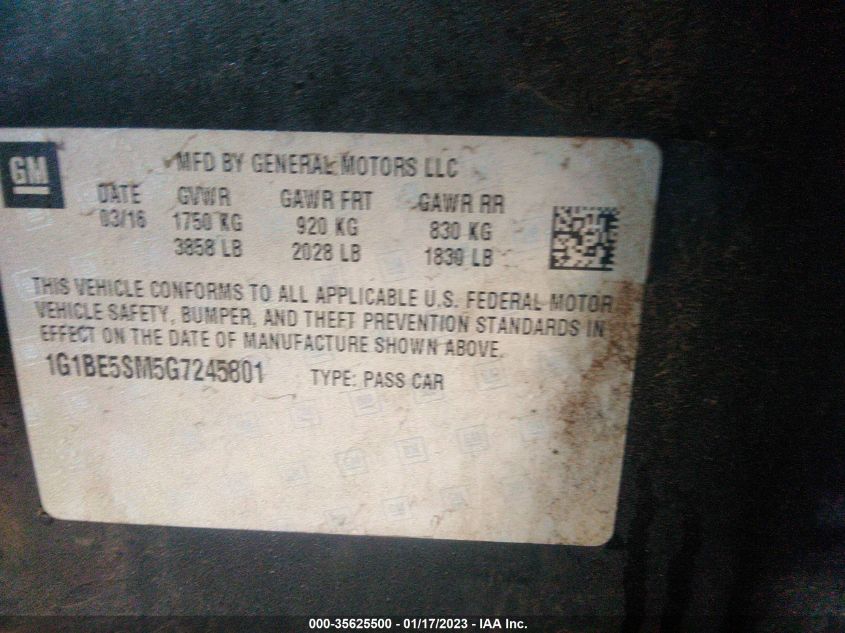 GM
MFD BY GENERAL MOTORS LLC
DATE GVWR GAWR FRT GAWR RR
03/16 1750 KG 920 KG 830 KG
3858 LB 2028 LB 1830 LB
THIS VEHICLE CONFORMS TO ALL APPLICABLE U.S. FEDERAL MOTOR
VEHICLE SAFETY, BUMPER, AND THEFT PREVENTION STANDARDS IN
EFFECT ON THE DATE OF MANUFACTURE SHOWN ABOVE.
1G1BE5SM5G7245801 TYPE: PASS CAR
000-35625500 - 01/17/2023 - IAA Inc.